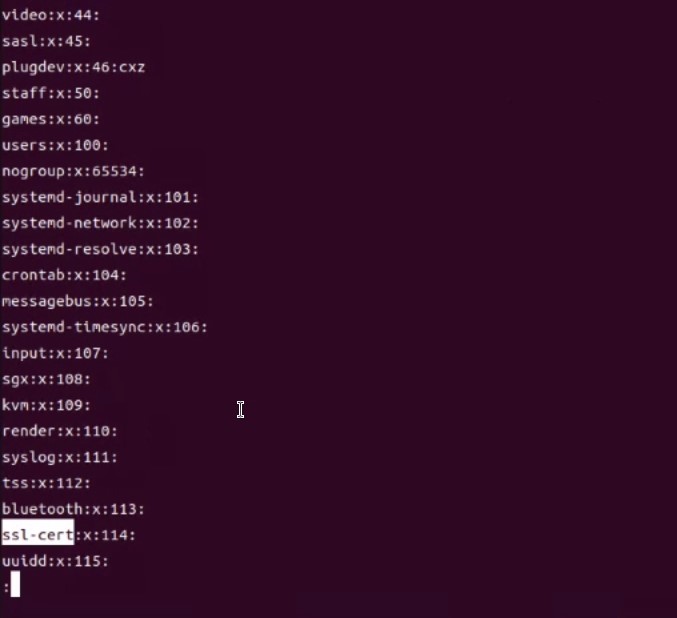 video:x:44:
sasl:x:45:
plugdev:x:46:cxz
staff:x:50:
games:x:60:
users:x:100:
nogroup:x:65534:
systemd-journal:x:101:
systemd-network:x:102:
systemd-resolve:x:103:
crontab:x:104:
messagebus:x:105:
systemd-timesync:x:106:
input:x:107:
sgx:x:108:
kvm:x:109:
render:x:110:
syslog:x:111:
tss:x:112:
bluetooth:x:113:
ssl-cert:x:114:
uuidd:x:115:
: